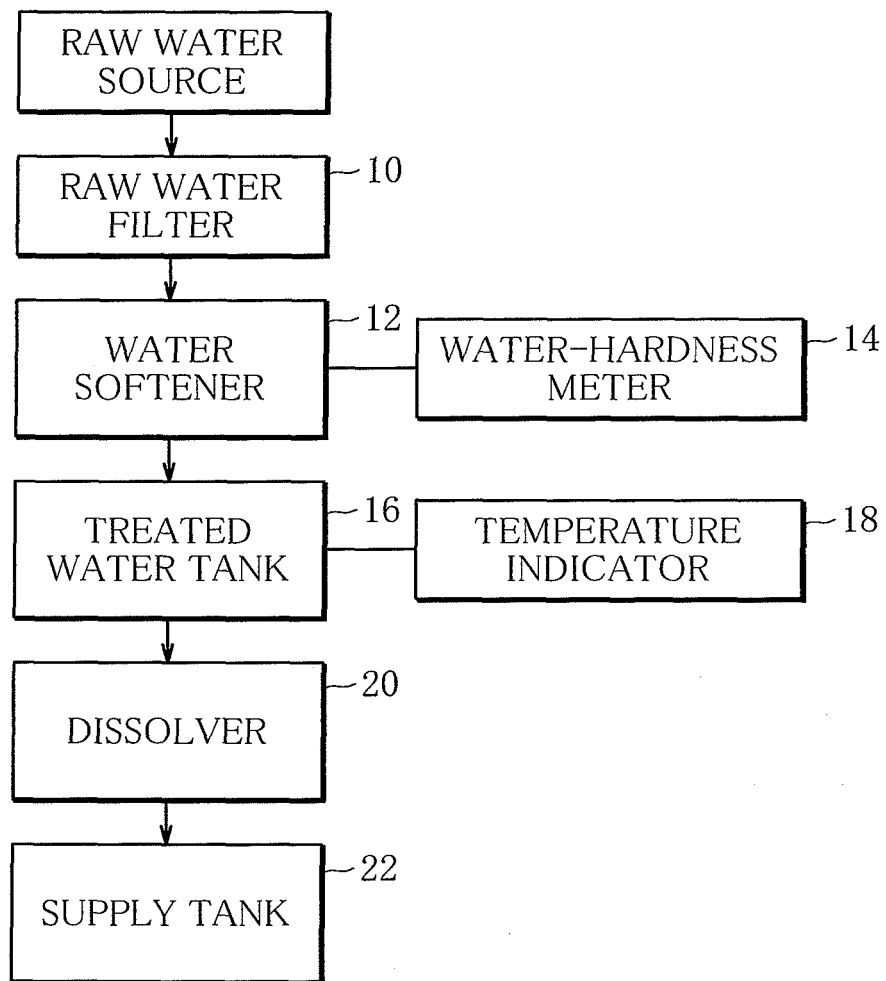 RAW WATER
SOURCE
RAW WATER
FILTER
10
WATER
SOFTENER
12
WATER-HARDNESS
METER
14
TREATED
WATER TANK
16
TEMPERATURE
INDICATOR
18
DISSOLVER
20
SUPPLY TANK
22